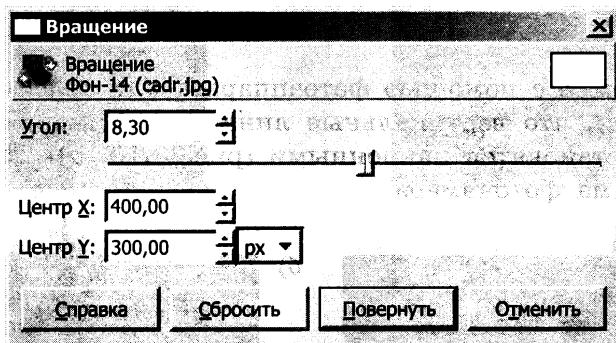 Вращение
Вращение
Фон-14 (cadr.jpg)
Угол: 8,30
Центр X: 400,00
Центр Y: 300,00 px
Справка Сбросить Повернуть Отменить